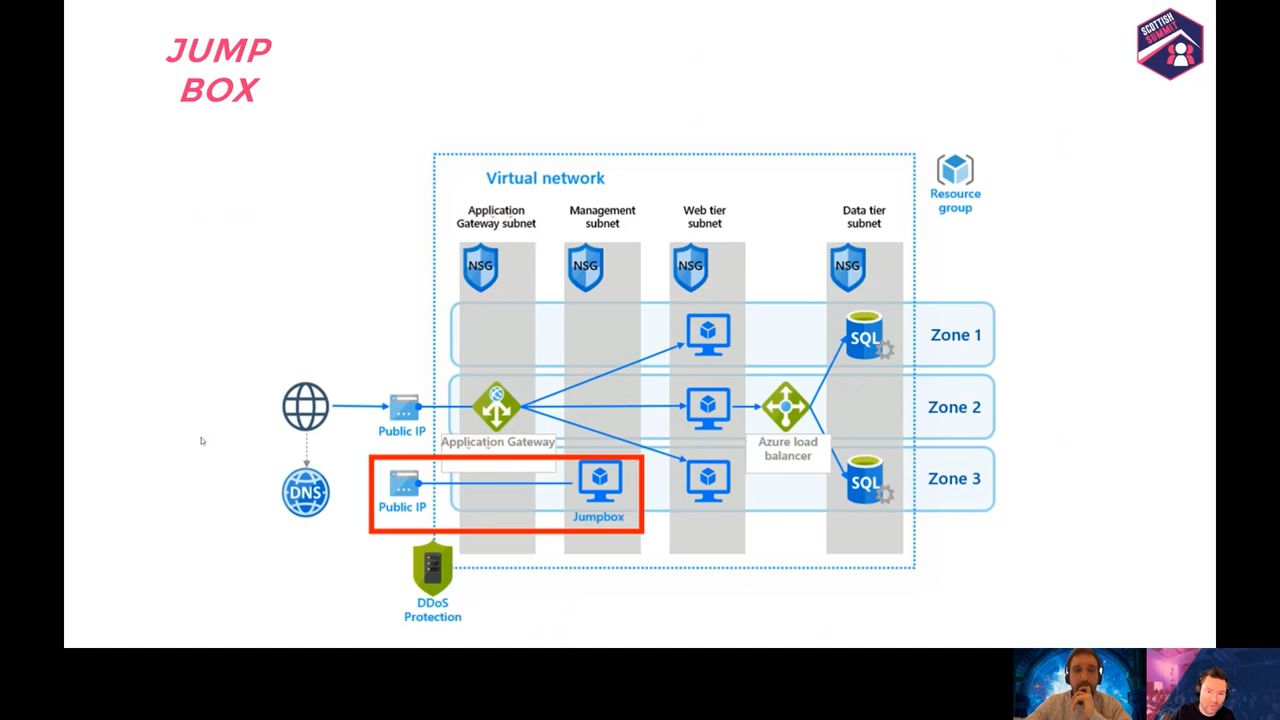 JUMP
BOX
SCOTTISH
SUMMIT
Virtual network
Resource
group
Application
Gateway subnet
Management
subnet
Web tier
subnet
Data tier
subnet
NSG
NSG
NSG
NSG
SQL
Zone 1
Zone 2
Public IP
Application Gateway
Azure load
balancer
SQL
Zone 3
DNS
Public IP
Jumpbox
DDoS
Protection